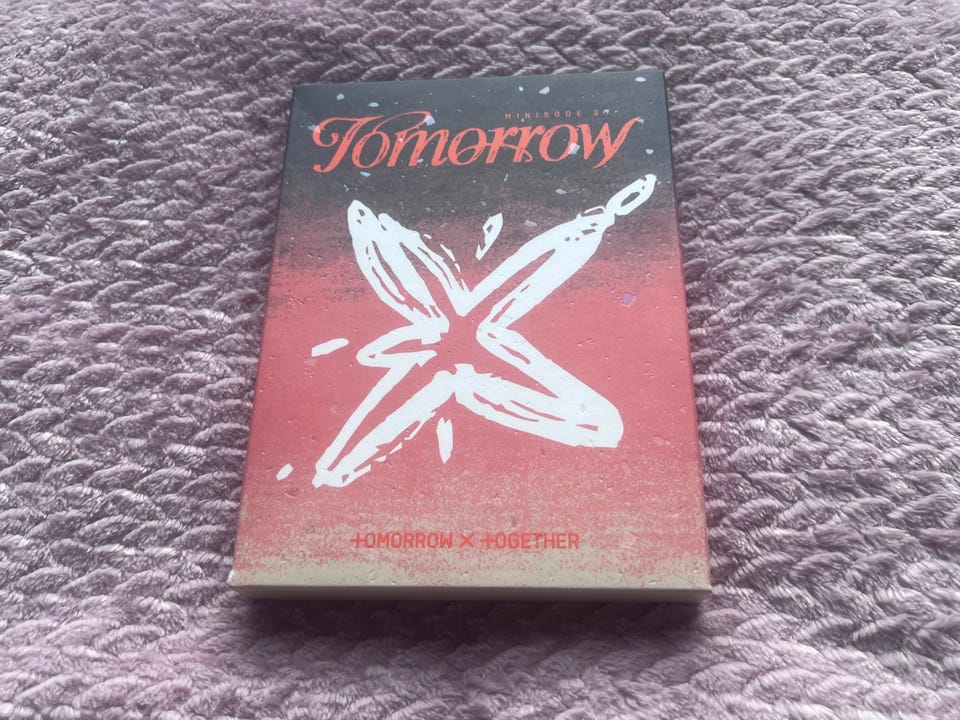 MINISODE 3:
Tomorrow
TOMORROW X TOGETHER